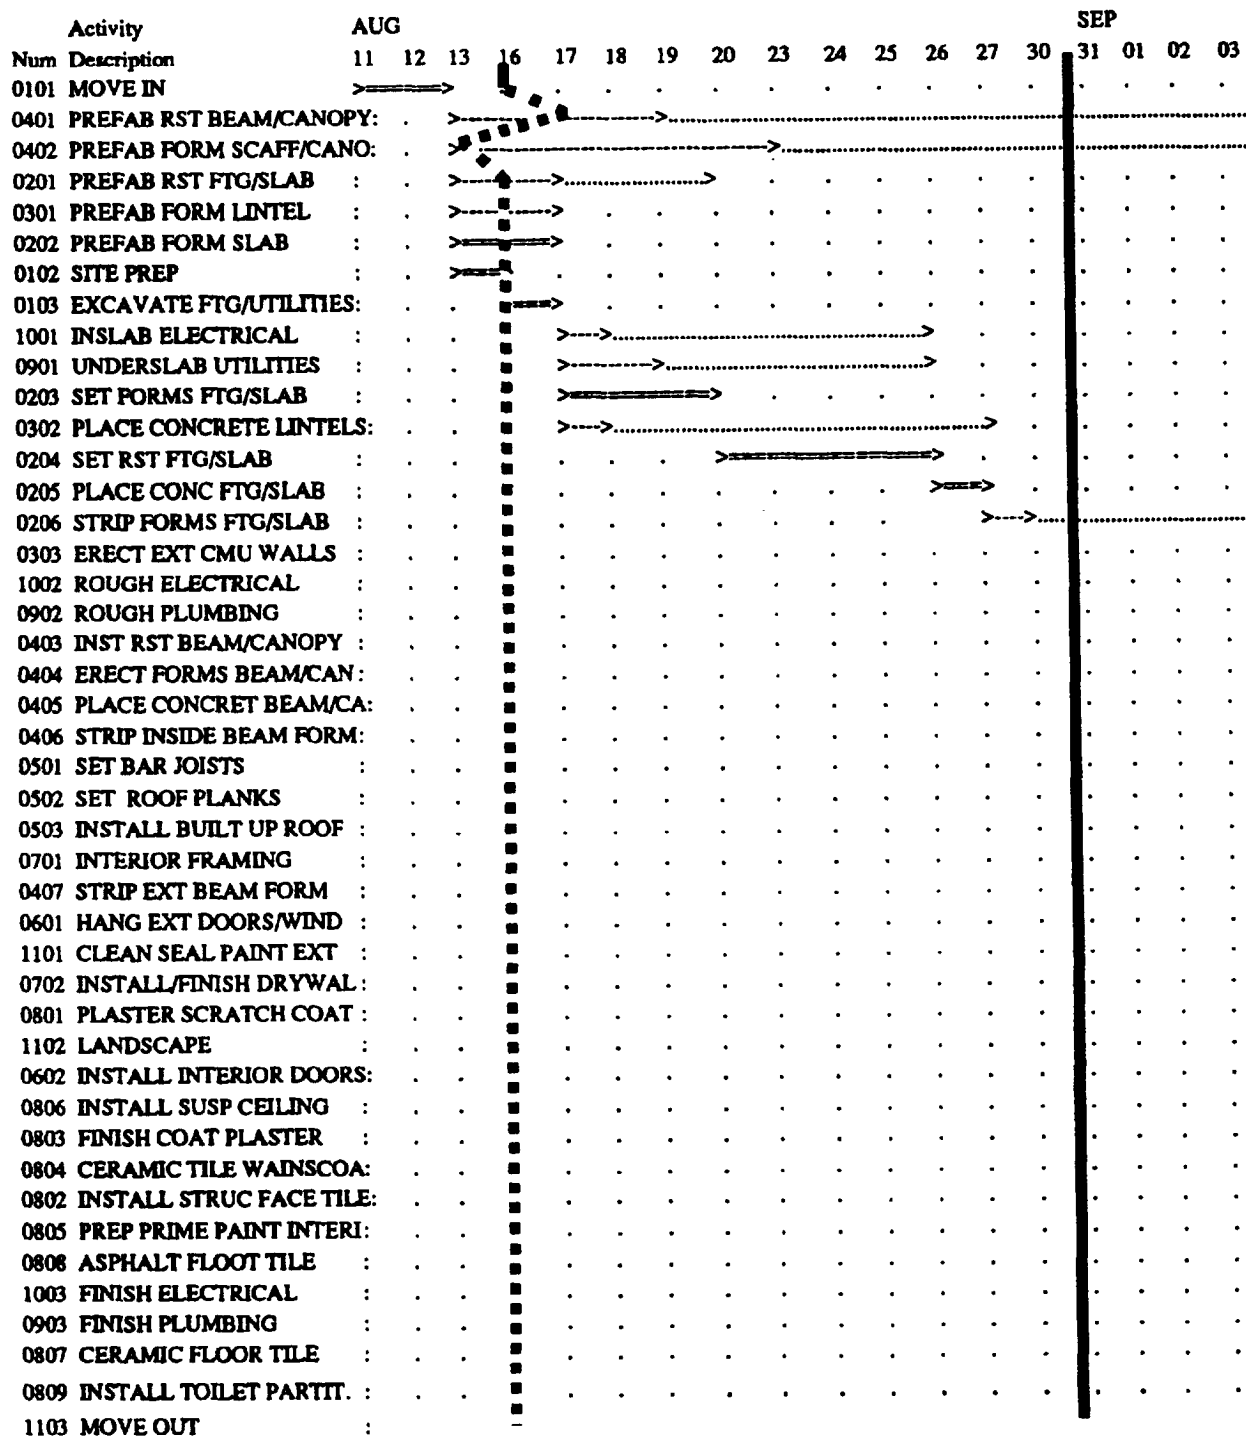 Activity AUG SEP
Num Description 11 12 13 16 17 18 19 20 23 24 25 26 27 30 31 01 02 03
0101 MOVE IN
0401 PREFAB RST BEAM/CANOPY:
0402 PREFAB FORM SCAFF/CANO:
0201 PREFAB RST FTG/SLAB :
0301 PREFAB FORM LINTEL :
0202 PREFAB FORM SLAB :
0102 SITE PREP :
0103 EXCAVATE FTG/UTILITIES:
1001 INSLAB ELECTRICAL :
0901 UNDERSLAB UTILITIES :
0203 SET FORMS FTG/SLAB :
0302 PLACE CONCRETE LINTELS:
0204 SET RST FTG/SLAB :
0205 PLACE CONC FTG/SLAB :
0206 STRIP FORMS FTG/SLAB :
0303 ERECT EXT CMU WALLS :
1002 ROUGH ELECTRICAL :
0902 ROUGH PLUMBING :
0403 INST RST BEAM/CANOPY :
0404 ERECT FORMS BEAM/CAN :
0405 PLACE CONCRET BEAM/CA:
0406 STRIP INSIDE BEAM FORM:
0501 SET BAR JOISTS :
0502 SET ROOF PLANKS :
0503 INSTALL BUILT UP ROOF :
0701 INTERIOR FRAMING :
0407 STRIP EXT BEAM FORM :
0601 HANG EXT DOORS/WIND :
1101 CLEAN SEAL PAINT EXT :
0702 INSTALL/FINISH DRYWAL :
0801 PLASTER SCRATCH COAT :
1102 LANDSCAPE :
0602 INSTALL INTERIOR DOORS:
0806 INSTALL SUSP CEILING :
0803 FINISH COAT PLASTER :
0804 CERAMIC TILE WAINSCOA:
0802 INSTALL STRUC FACE TILE:
0805 PREP PRIME PAINT INTERI:
0808 ASPHALT FLOOT TILE :
1003 FINISH ELECTRICAL :
0903 FINISH PLUMBING :
0807 CERAMIC FLOOR TILE :
0809 INSTALL TOILET PARTIT. :
1103 MOVE OUT :